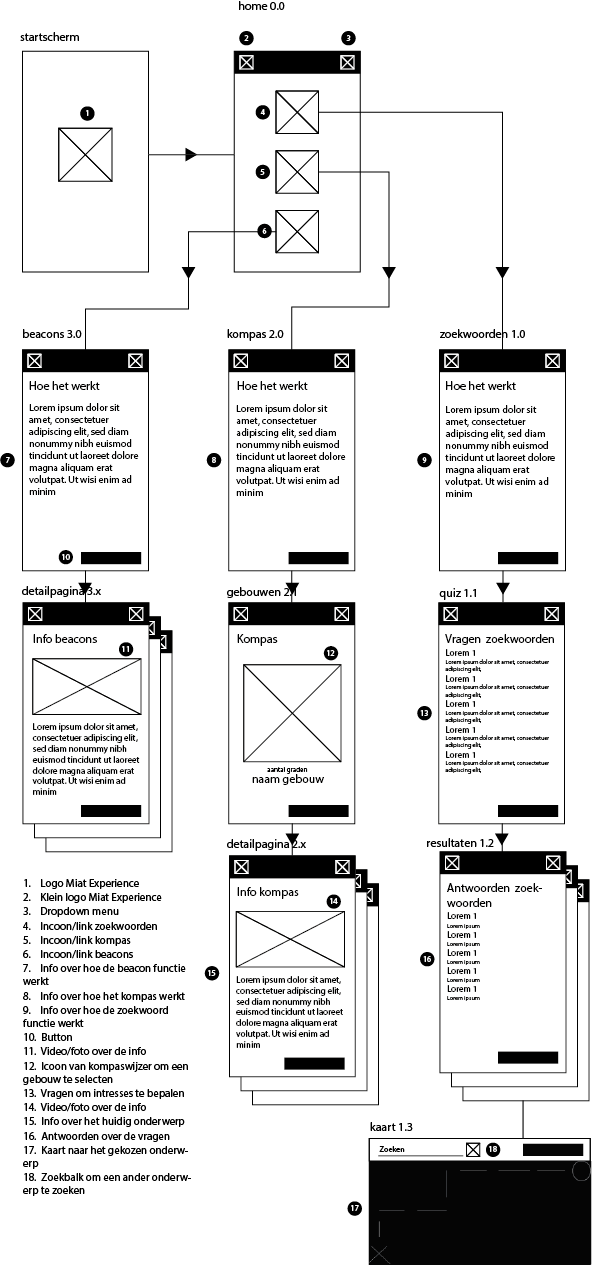 home 0.0
startscherm
2
3
1
4
5
6
beacons 3.0
kompas 2.0
zoekwoorden 1.0
Hoe het werkt
Lorem ipsum dolor sit
amet, consectetuer
adipiscing elit, sed diam
nonummy nibh euismod
tincidunt ut laoreet dolore
magna aliquam erat
volutpat. Ut wisi enim ad
minim
7
10
Hoe het werkt
Lorem ipsum dolor sit
amet, consectetuer
adipiscing elit, sed diam
nonummy nibh euismod
tincidunt ut laoreet dolore
magna aliquam erat
volutpat. Ut wisi enim ad
minim
8
Hoe het werkt
Lorem ipsum dolor sit
amet, consectetuer
adipiscing elit, sed diam
nonummy nibh euismod
tincidunt ut laoreet dolore
magna aliquam erat
volutpat. Ut wisi enim ad
minim
9
detailpagina 3.x
gebouwen 2.1
quiz 1.1
Info beacons
11
Lorem ipsum dolor sit amet,
consectetuer adipiscing elit,
sed diam nonummy nibh
euismod tincidunt ut laoreet
dolore magna aliquam erat
volutpat. Ut wisi enim ad
minim
Kompas
12
aantal graden
naam gebouw
Vragen zoekwoorden
Lorem 1
Lorem ipsum dolor sit amet, consectetuer
adipiscing elit,
Lorem 1
Lorem ipsum dolor sit amet, consectetuer
adipiscing elit,
Lorem 1
Lorem ipsum dolor sit amet, consectetuer
adipiscing elit,
Lorem 1
Lorem ipsum dolor sit amet, consectetuer
adipiscing elit,
Lorem 1
Lorem ipsum dolor sit amet, consectetuer
adipiscing elit,
13
detailpagina 2.x
resultaten 1.2
Info kompas
14
15
Lorem ipsum dolor sit amet,
consectetuer adipiscing elit,
sed diam nonummy nibh
euismod tincidunt ut laoreet
dolore magna aliquam erat
volutpat. Ut wisi enim ad
minim
Antwoorden zoek-
woorden
Lorem 1
Lorem ipsum
Lorem 1
Lorem ipsum
Lorem 1
Lorem ipsum
Lorem 1
Lorem ipsum
Lorem 1
Lorem ipsum
16
1. Logo Miat Experience
2. Klein logo Miat Experience
3. Dropdown menu
4. Incoon/link zoekwoorden
5. Incoon/link kompas
6. Incoon/link beacons
7. Info over hoe de beacon functie
werkt
8. Info over hoe het kompas werkt
9. Info over hoe de zoekwoord
functie werkt
10. Button
11. Video/foto over de info
12. Icoon van kompaswijzer om een
gebouw te selecten
13. Vragen om intresses te bepalen
14. Video/foto over de info
15. Info over het huidig onderwerp
16. Antwoorden over de vragen
17. Kaart naar het gekozen onderw-
erp
18. Zoekbalk om een ander onderw-
erp te zoeken
kaart 1.3
Zoeken
18
17